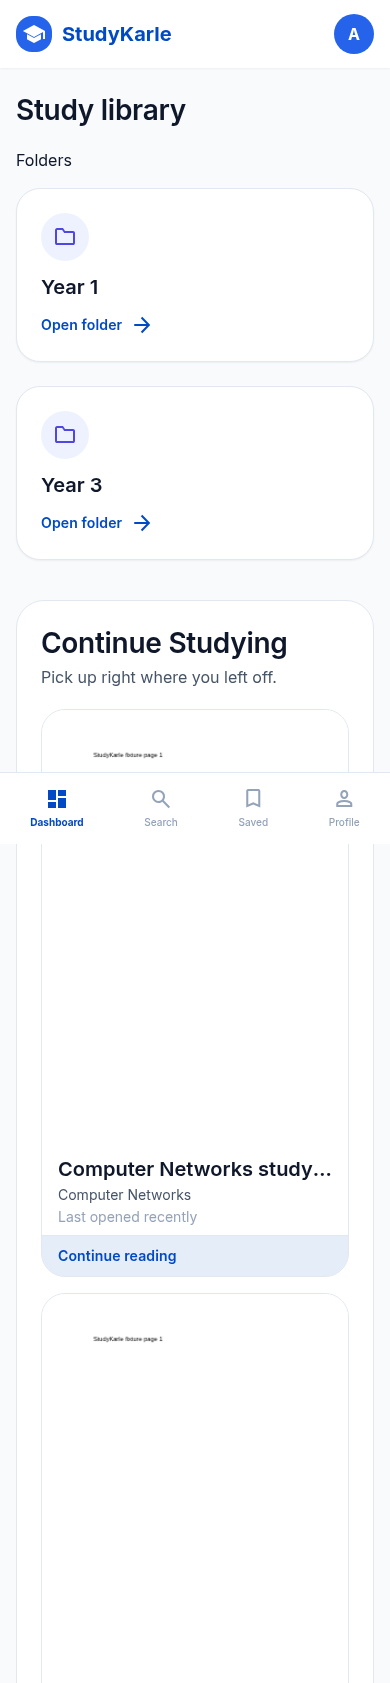 StudyKarle
A
Study library
Folders
Year 1
Open folder
Year 3
Open folder
Continue Studying
Pick up right where you left off.
StudyKarle fixture page 1
Dashboard
Search
Saved
Profile
Computer Networks study...
Computer Networks
Last opened recently
Continue reading
StudyKarle fixture page 1